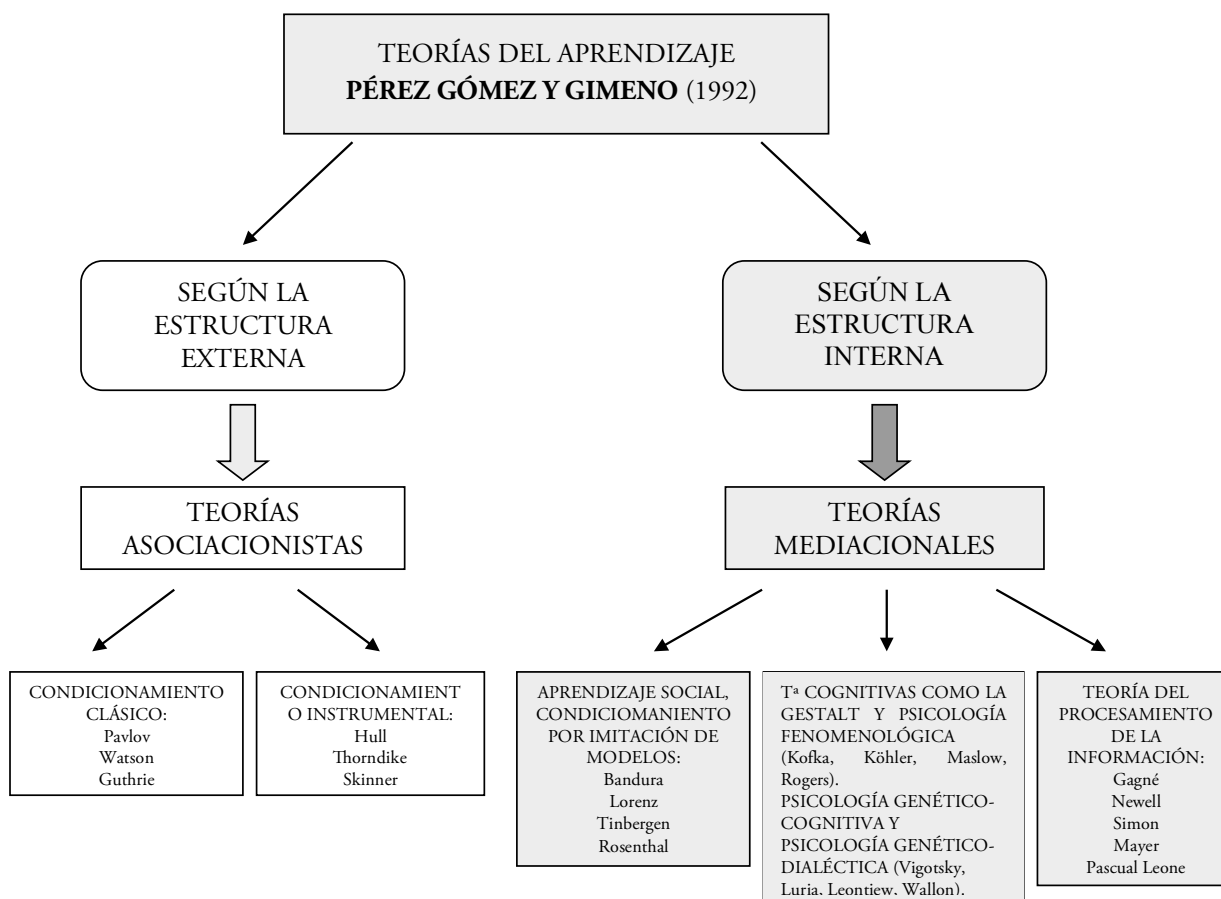 TEORÍAS DEL APRENDIZAJE
PÉREZ GÓMEZ Y GIMENO (1992)
SEGÚN LA
ESTRUCTURA
EXTERNA
SEGÚN LA
ESTRUCTURA
INTERNA
TEORÍAS
ASOCIACIONISTAS
TEORÍAS
MEDIACIONALES
CONDICIONAMIENTO
CLÁSICO:
Pavlov
Watson
Guthrie
CONDICIONAMIENT
O INSTRUMENTAL:
Hull
Thorndike
Skinner
APRENDIZAJE SOCIAL,
CONDICIOMANIENTO
POR IMITACIÓN DE
MODELOS:
Bandura
Lorenz
Tinbergen
Rosenthal
Tª COGNITIVAS COMO LA
GESTALT Y PSICOLOGÍA
FENOMENOLÓGICA
(Kofka, Köhler, Maslow,
Rogers).
PSICOLOGÍA GENÉTICO-
COGNITIVA Y
PSICOLOGÍA GENÉTICO-
DIALÉCTICA (Vigotsky,
Luria, Leontiew, Wallon).
TEORÍA DEL
PROCESAMIENTO
DE LA
INFORMACIÓN:
Gagné
Newell
Simon
Mayer
Pascual Leone